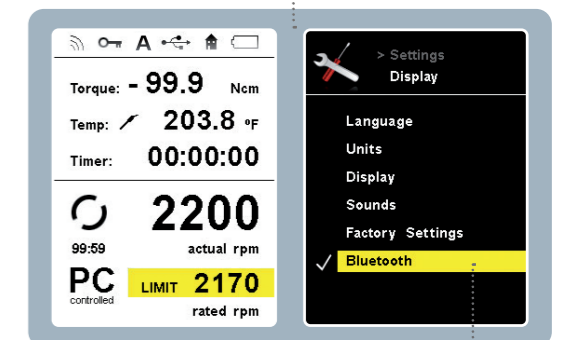 A
Torque: - 99.9 Ncm
Temp: 203.8 °F
Timer: 00:00:00
2200
99:59 actual rpm
PC LIMIT 2170
controlled
rated rpm
> Settings
Display
Language
Units
Display
Sounds
Factory Settings
Bluetooth